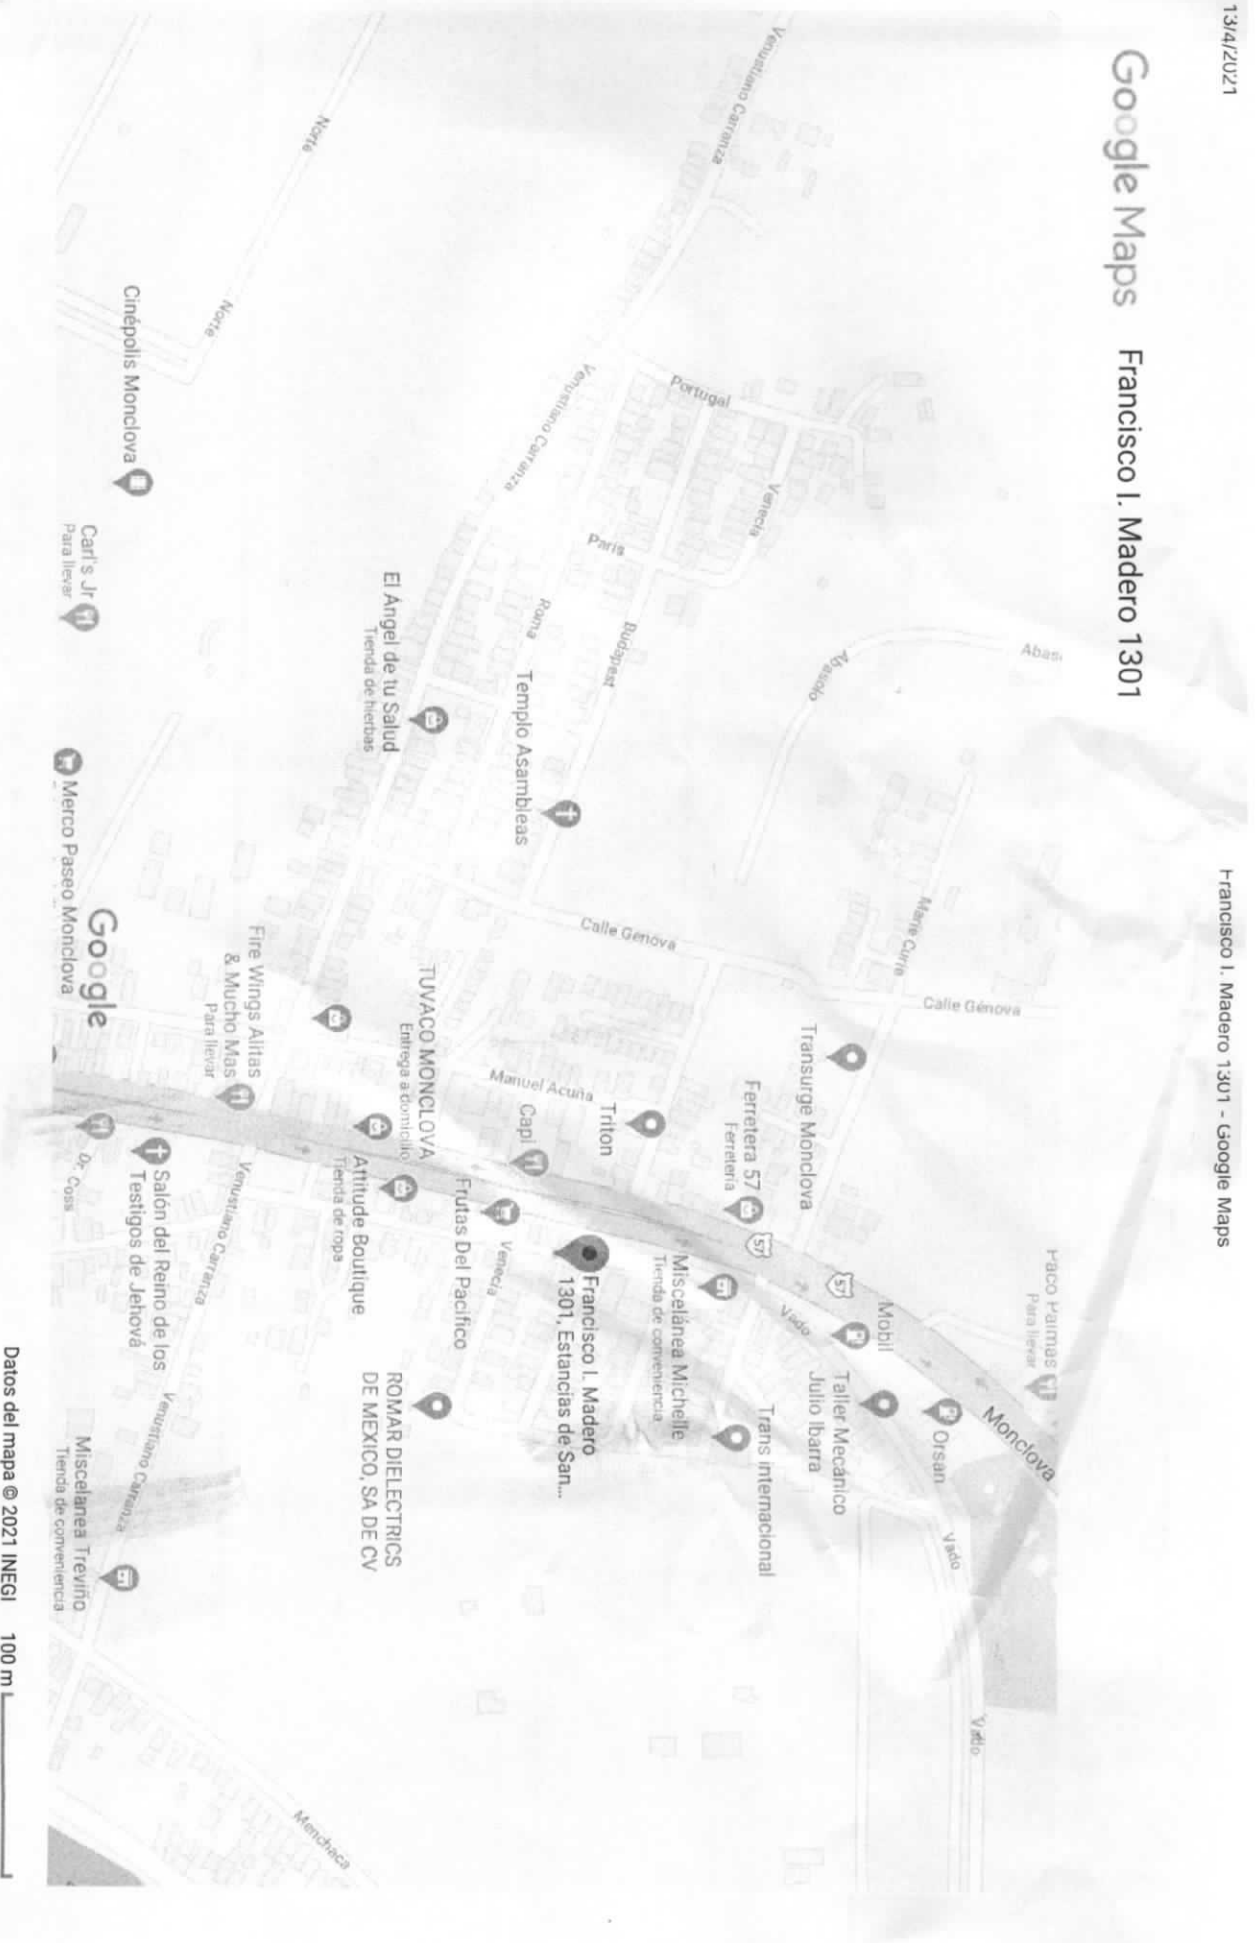 13/4/2021
Francisco I. Madero 1301 - Google Maps
Google Maps
Francisco I. Madero 1301
Paco Palmas
Para llevar
Abas
Calle Génova
Monclova
Orsan
Vado
Vado
Marie Curie
Mobil
57
Taller Mecánico
Julio Ibarra
Abasolo
Transurge Monclova
Vado
57
Ferretera 57
Ferretería
Trans internacional
Venustiano Carranza
Portugal
Venecia
Miscelánea Michelle
Tienda de conveniencia
Calle Génova
Triton
Paris
Budapest
Francisco I. Madero
1301, Estancias de San...
Manuel Acuña
Venustiano Carranza
Roma
Templo Asambleas
Capi
Venecia
Frutas Del Pacifico
TUVACO MONCLOVA
Entrega a domicilio
El Ángel de tu Salud
Tienda de hierbas
Attitude Boutique
Tienda de ropa
ROMAR DIELECTRICS
DE MEXICO, SA DE CV
Norte
Norte
Fire Wings Alitas
& Mucho Mas
Para llevar
Venustiano Carranza
Menchaca
Cinépolis Monclova
Salón del Reino de los
Testigos de Jehová
Venustiano Carranza
Carl's Jr
Para llevar
Dr. Coss
Merco Paseo Monclova
Google
Miscelanea Treviño
Tienda de conveniencia
Datos del mapa © 2021 INEGI
100 m